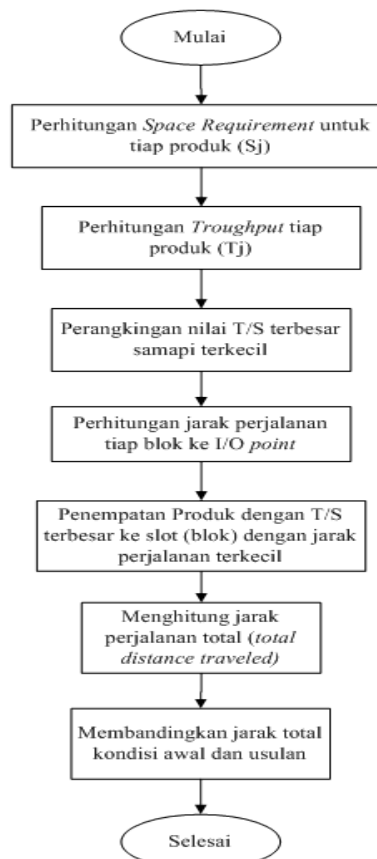 Mulai
Perhitungan Space Requirement untuk
tiap produk (Sj)
Perhitungan Troughput tiap
produk (Tj)
Perangkingan nilai T/S terbesar
samapi terkecil
Perhitungan jarak perjalanan
tiap blok ke I/O point
Penempatan Produk dengan T/S
terbesar ke slot (blok) dengan jarak
perjalanan terkecil
Menghitung jarak
perjalanan total (total
distance traveled)
Membandingkan jarak total
kondisi awal dan usulan
Selesai